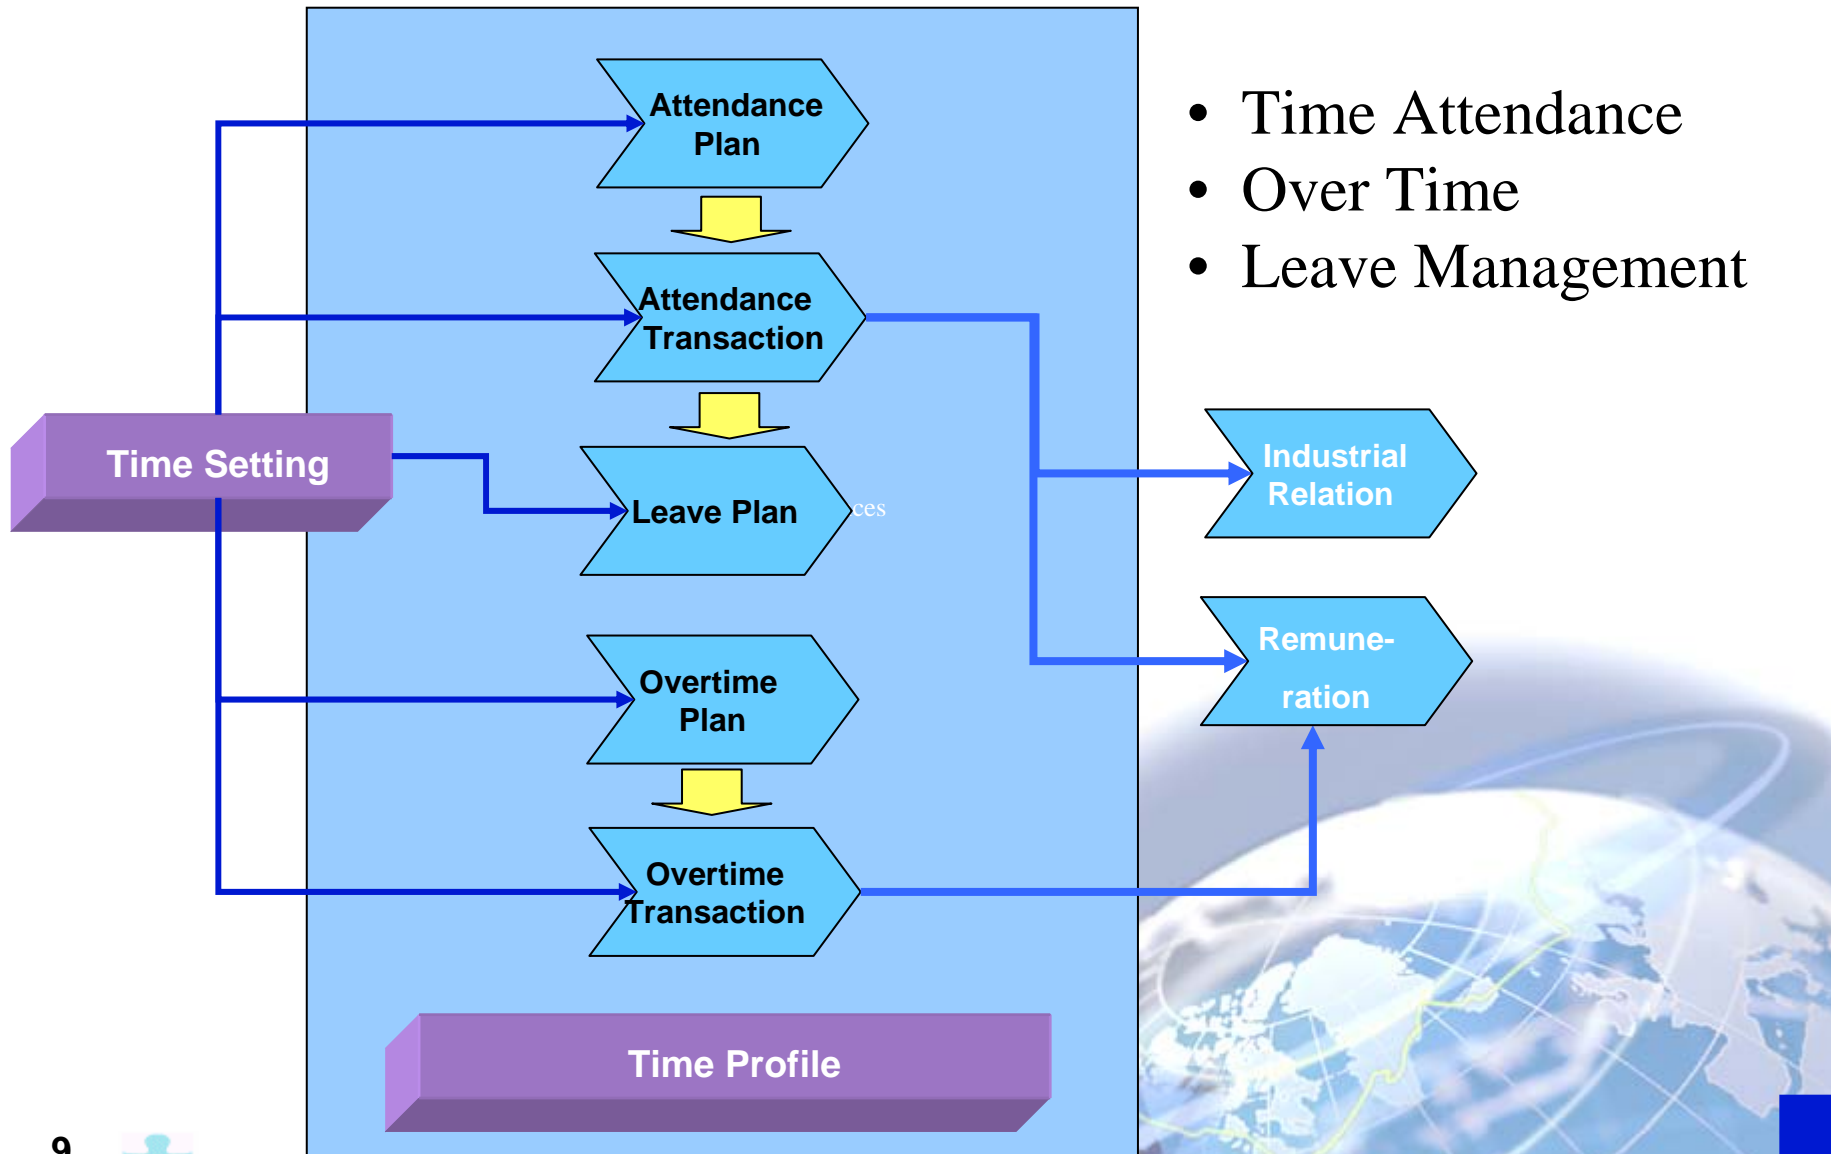 Attendance
Plan
Attendance
Transaction
Time Setting
Leave Plan
ces
Overtime
Plan
Overtime
Transaction
Time Profile
• Time Attendance
• Over Time
• Leave Management
Industrial
Relation
Remune-
ration
9